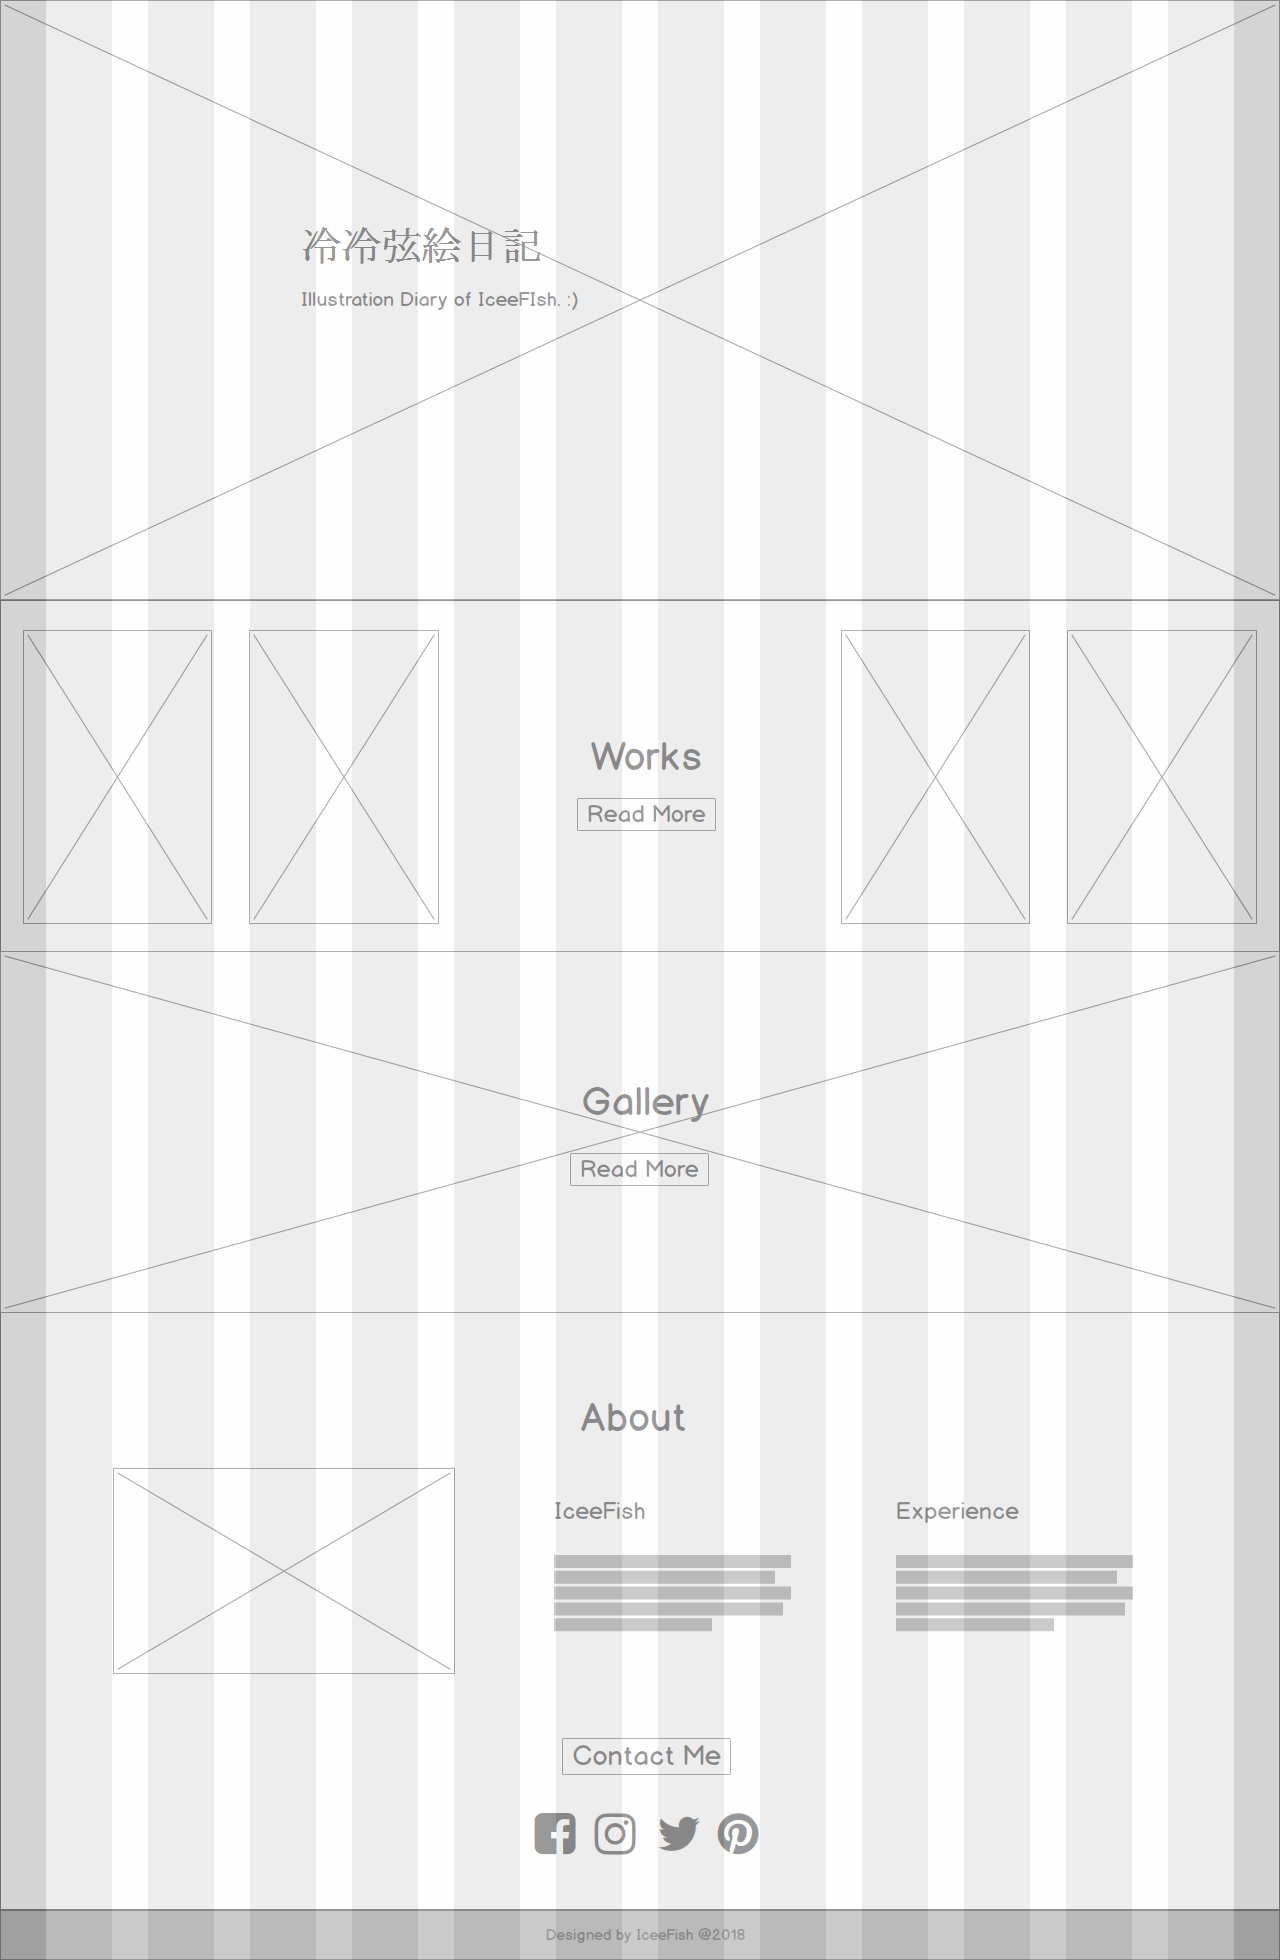 冷冷弦絵日記
Illustration Diary of IceeFIsh. :)
Works
Read More
Gallery
Read More
About
IceeFish
Experience
Contact Me
Designed by IceeFish @2018